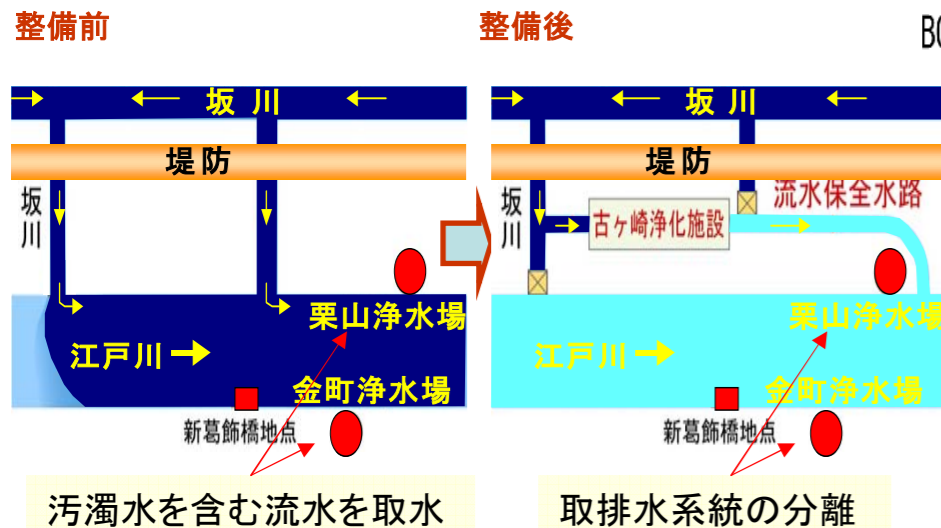 整備前
坂川
堤防
坂川
栗山浄水場
江戸川
金町浄水場
新葛飾橋地点
汚濁水を含む流水を取水
整備後
坂川
堤防
坂川
流水保全水路
古ヶ崎浄化施設
栗山浄水場
江戸川
金町浄水場
新葛飾橋地点
取排水系統の分離